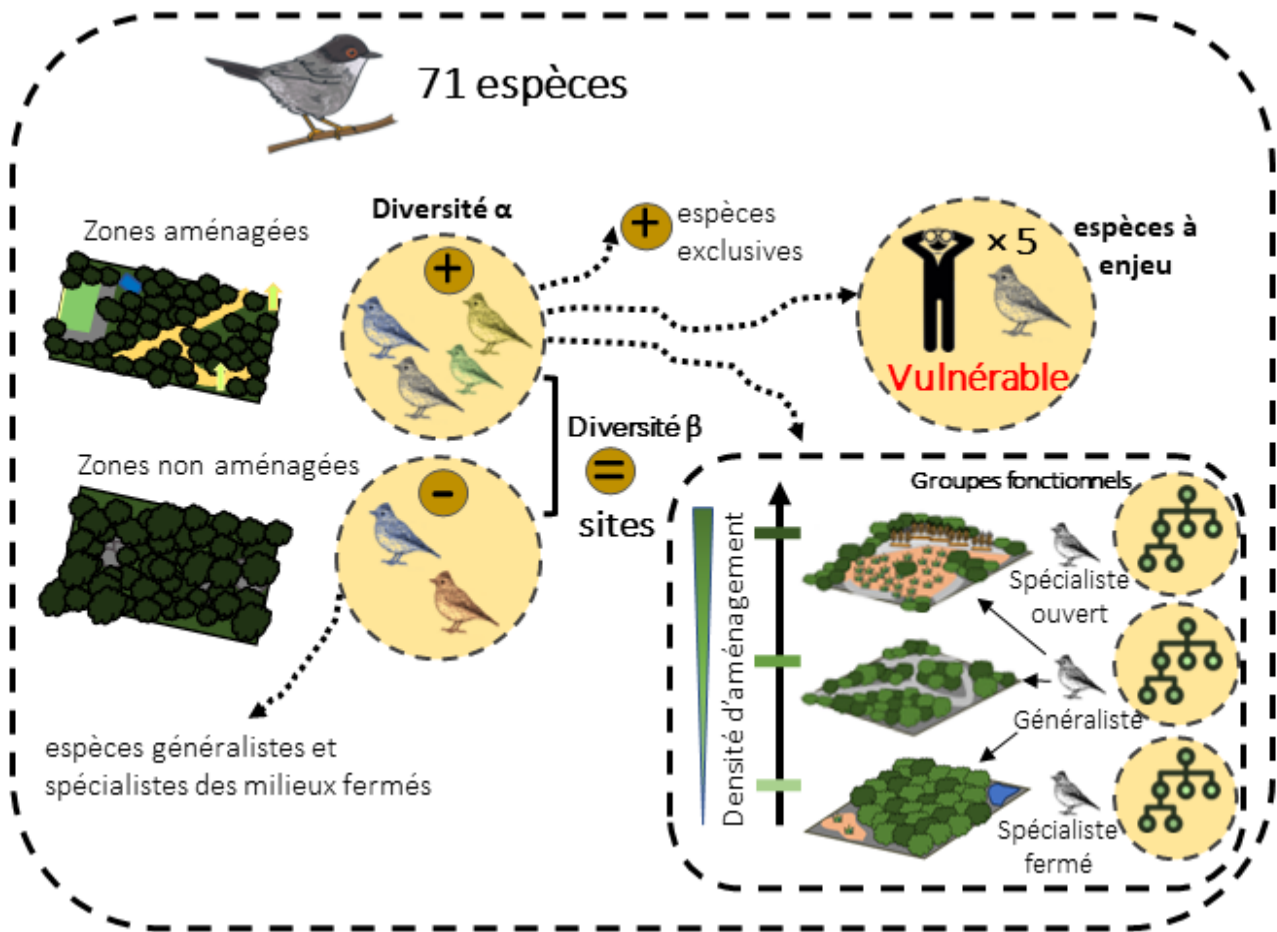 71 espèces
Zones aménagées
Diversité α
+
+
espèces
exclusives
× 5
espèces à
enjeu
Vulnérable
Zones non aménagées
-
Diversité β
=
sites
espèces généralistes et
spécialistes des milieux fermés
Densité d'aménagement
Groupes fonctionnels
Spécialiste
ouvert
Généraliste
Spécialiste
fermé